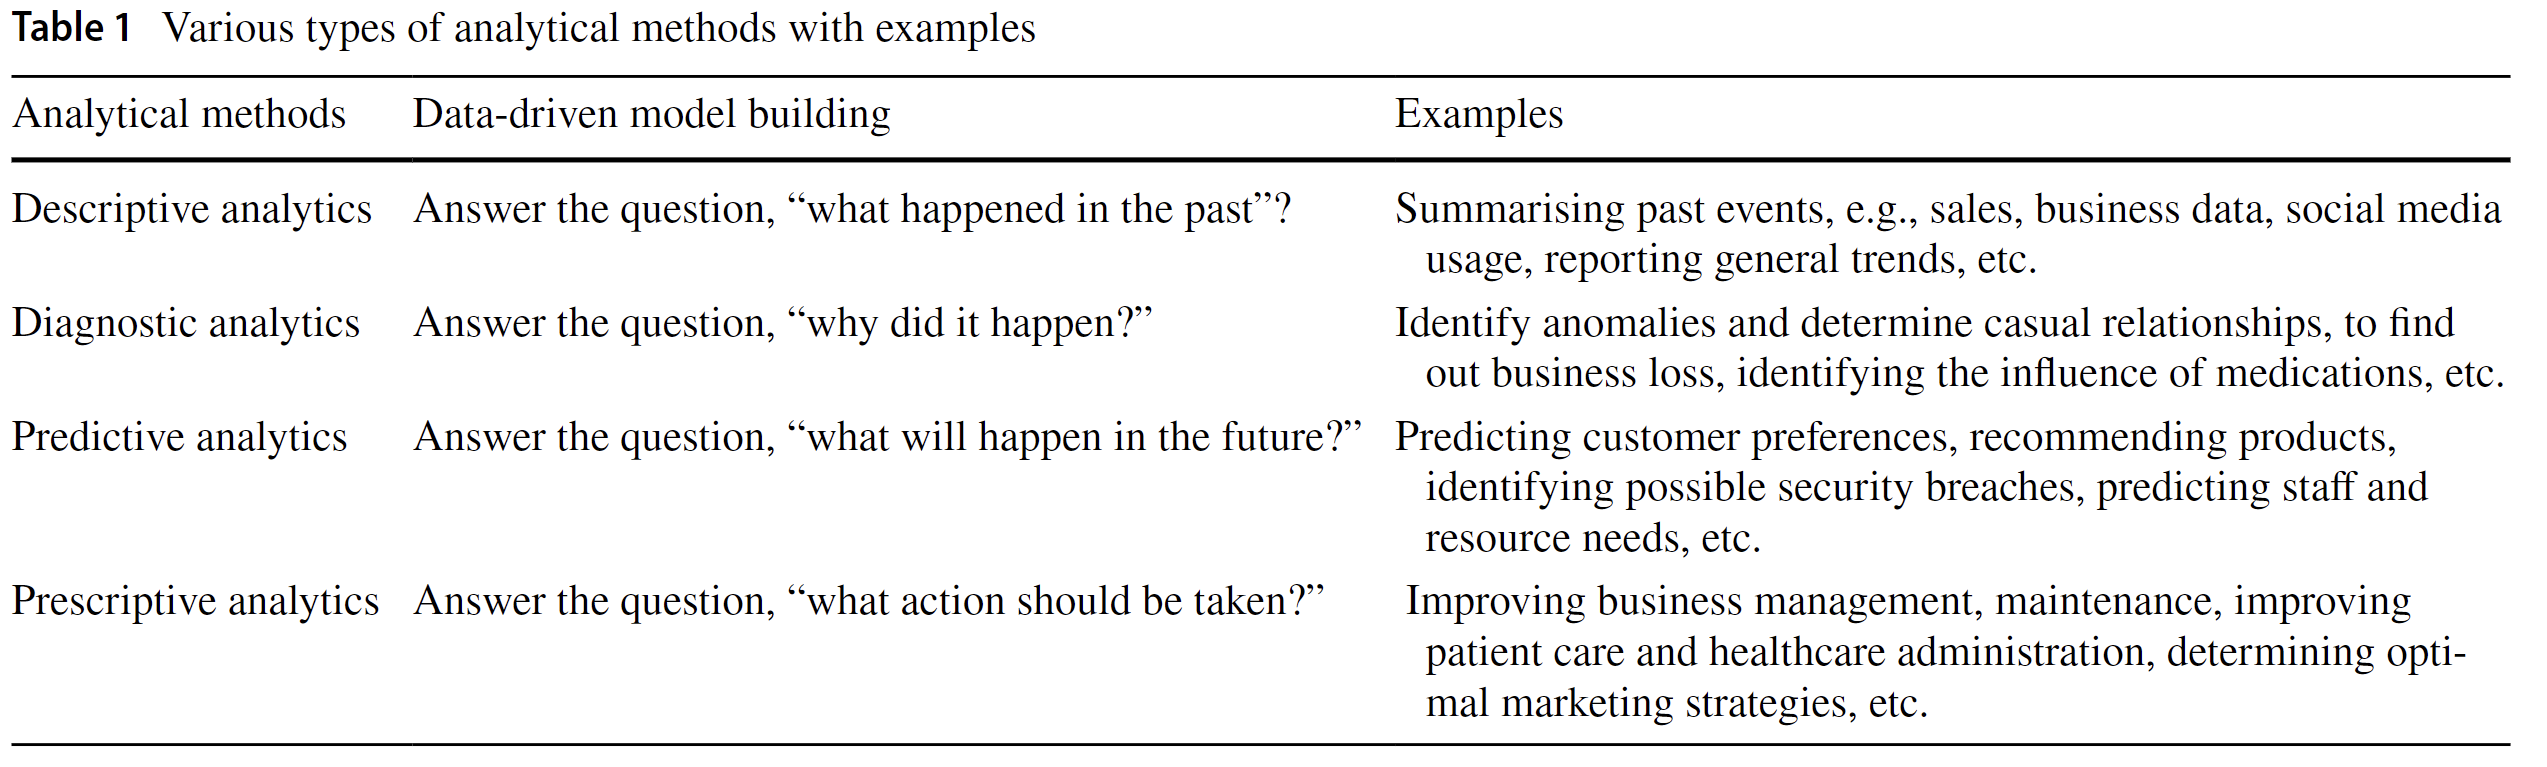 Table 1 Various types of analytical methods with examples
Analytical methods Data-driven model building Examples
Descriptive analytics Answer the question, “what happened in the past”? Summarising past events, e.g., sales, business data, social media
usage, reporting general trends, etc.
Diagnostic analytics Answer the question, “why did it happen?” Identify anomalies and determine casual relationships, to find
out business loss, identifying the influence of medications, etc.
Predictive analytics Answer the question, “what will happen in the future?” Predicting customer preferences, recommending products,
identifying possible security breaches, predicting staff and
resource needs, etc.
Prescriptive analytics Answer the question, “what action should be taken?” Improving business management, maintenance, improving
patient care and healthcare administration, determining opti-
mal marketing strategies, etc.